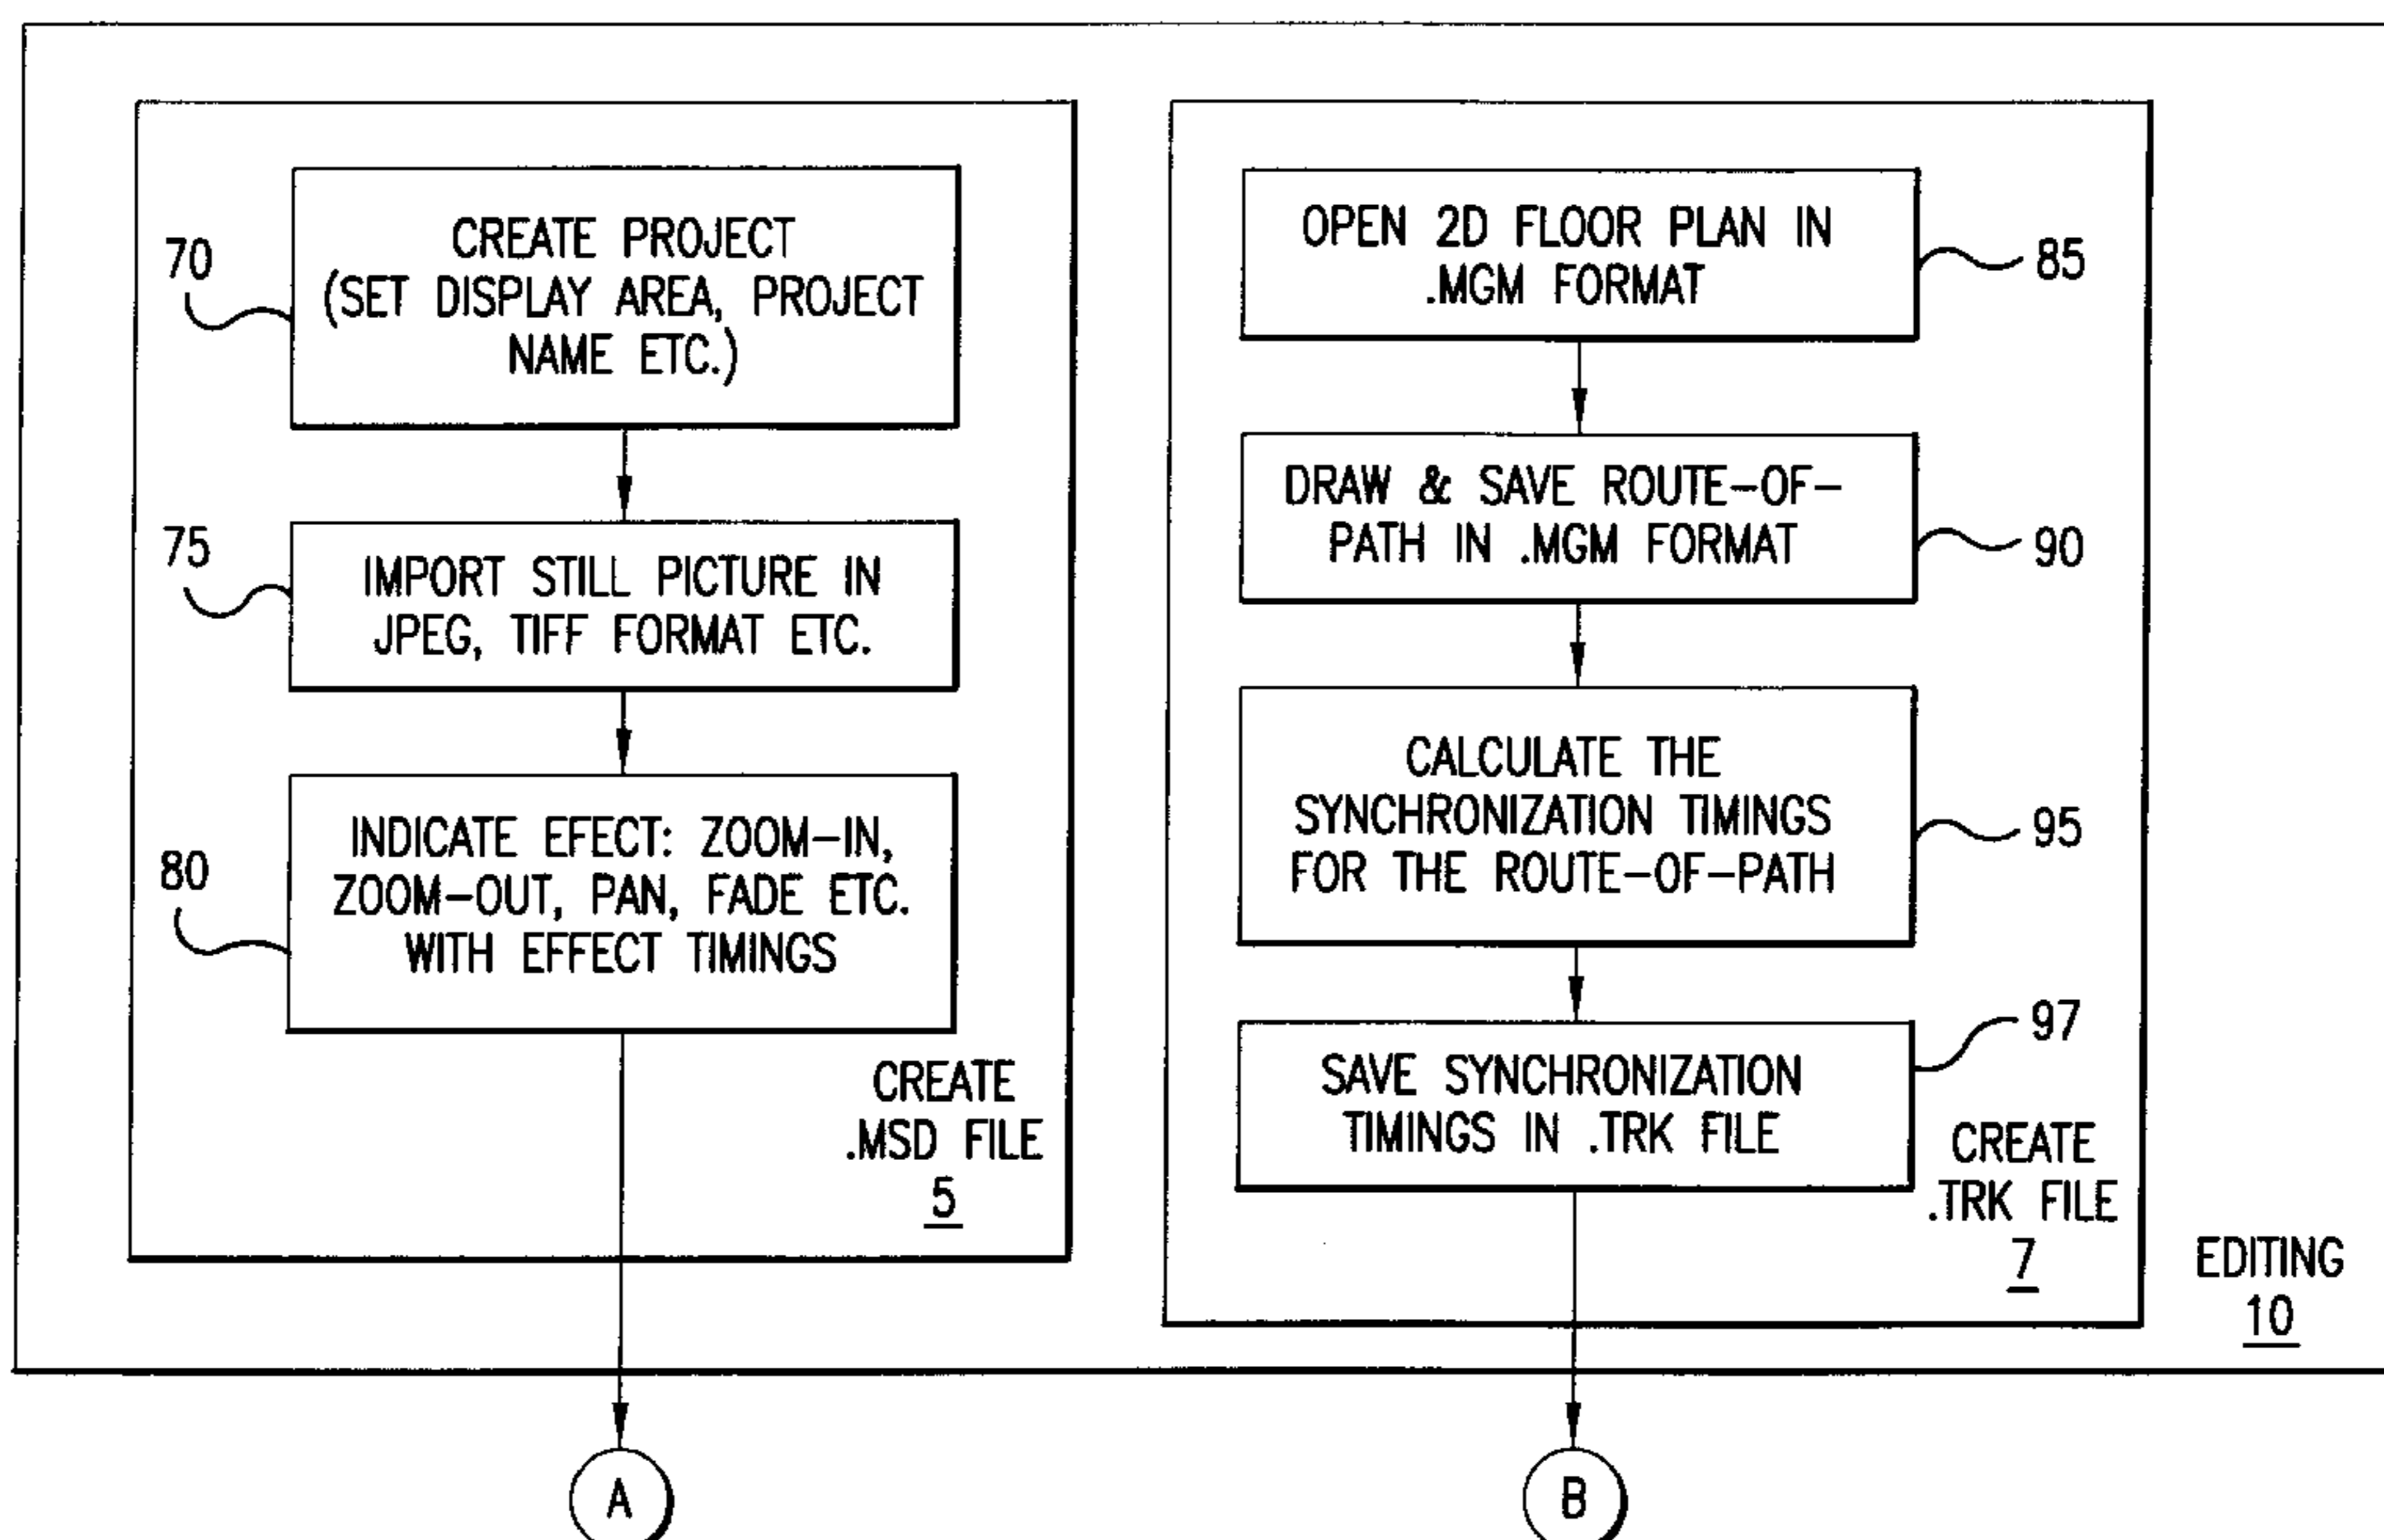 70
CREATE PROJECT
(SET DISPLAY AREA, PROJECT
NAME ETC.)
75
IMPORT STILL PICTURE IN
JPEG, TIFF FORMAT ETC.
80
INDICATE EFECT: ZOOM-IN,
ZOOM-OUT, PAN, FADE ETC.
WITH EFFECT TIMINGS
CREATE
.MSD FILE
5
A
OPEN 2D FLOOR PLAN IN
.MGM FORMAT
85
DRAW & SAVE ROUTE-OF-
PATH IN .MGM FORMAT
90
CALCULATE THE
SYNCHRONIZATION TIMINGS
FOR THE ROUTE-OF-PATH
95
SAVE SYNCHRONIZATION
TIMINGS IN .TRK FILE
97
CREATE
.TRK FILE
7
B
EDITING
10